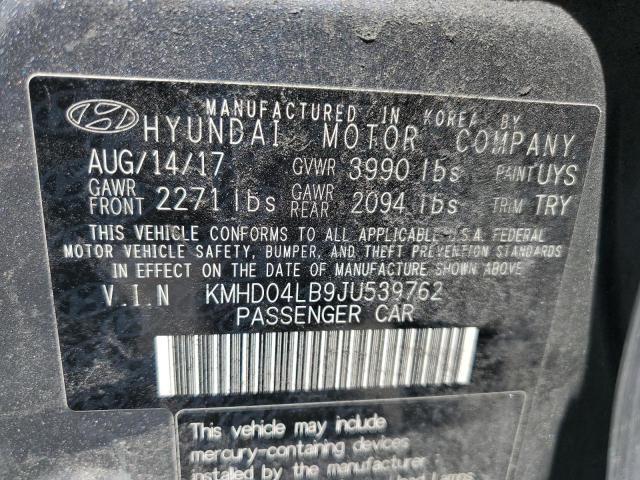 MANUFACTURED IN KOREA BY
HYUNDAI MOTOR COMPANY
AUG/14/17 GVWR 3990 lbs PAINT UYS
GAWR FRONT 2271 lbs GAWR REAR 2094 lbs TRIM TRY
THIS VEHICLE CONFORMS TO ALL APPLICABLE U.S.A. FEDERAL
MOTOR VEHICLE SAFETY, BUMPER, AND THEFT PREVENTION STANDARDS
IN EFFECT ON THE DATE OF MANUFACTURE SHOWN ABOVE
V.I.N KMHD04LB9JU539762
PASSENGER CAR
This vehicle may include
mercury-containing devices
installed by the manufacturer
Lamps